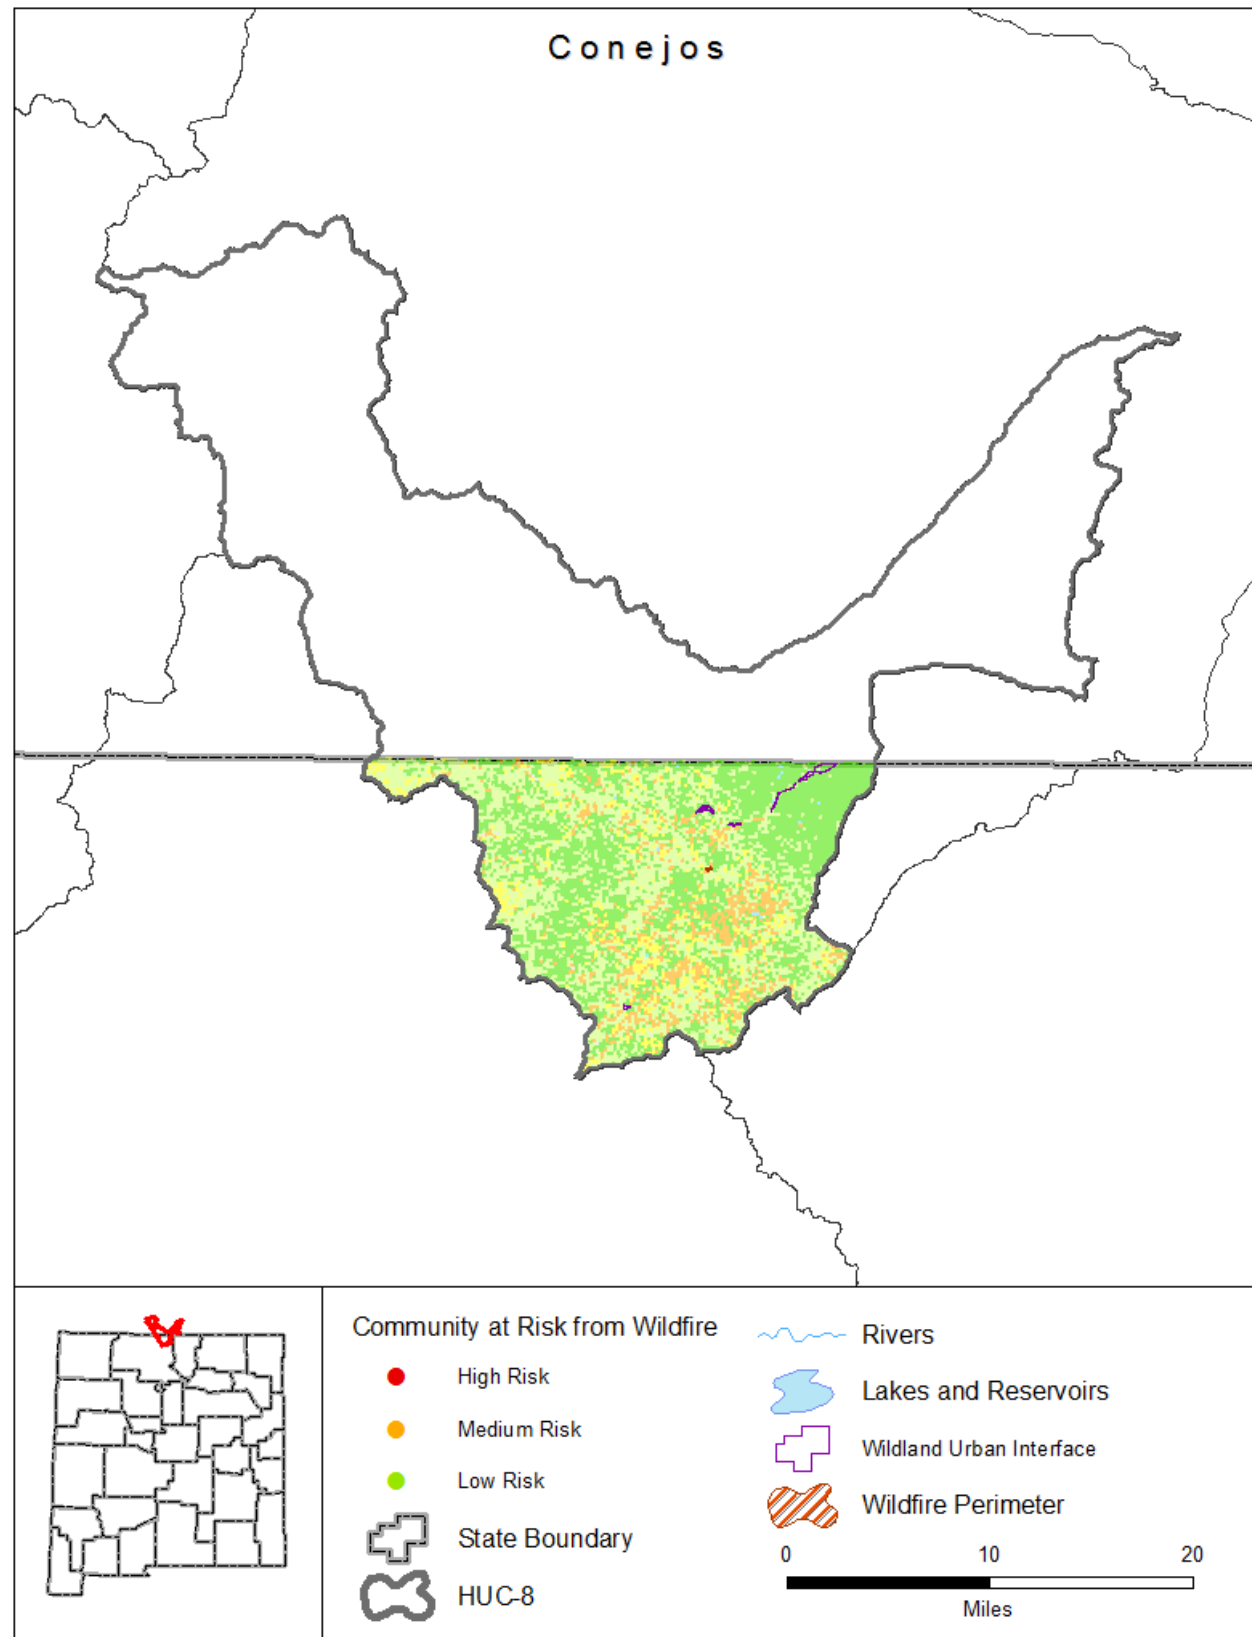 Conejos
Community at Risk from Wildfire
High Risk
Medium Risk
Low Risk
State Boundary
HUC-8
Rivers
Lakes and Reservoirs
Wildland Urban Interface
Wildfire Perimeter
0 10 20
Miles